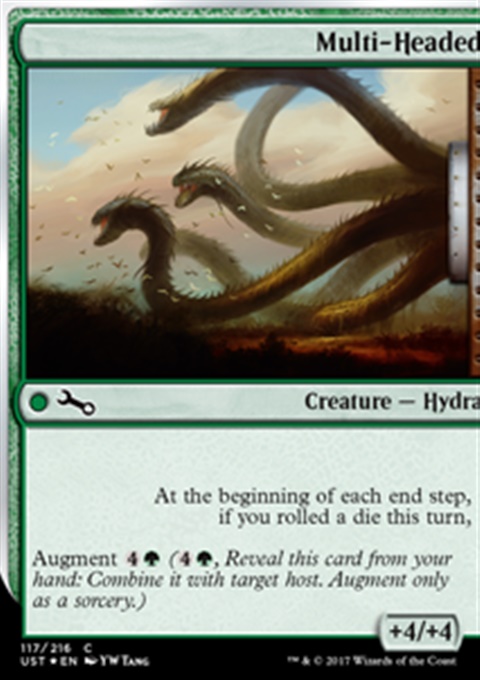 Multi-Headed
Creature — Hydra
At the beginning of each end step,
if you rolled a die this turn,
Augment 4 (4, Reveal this card from your
hand: Combine it with target host. Augment only
as a sorcery.)
+4/+4
117/216 C
UST EN YW Tang
™ & © 2017 Wizards of the Coast